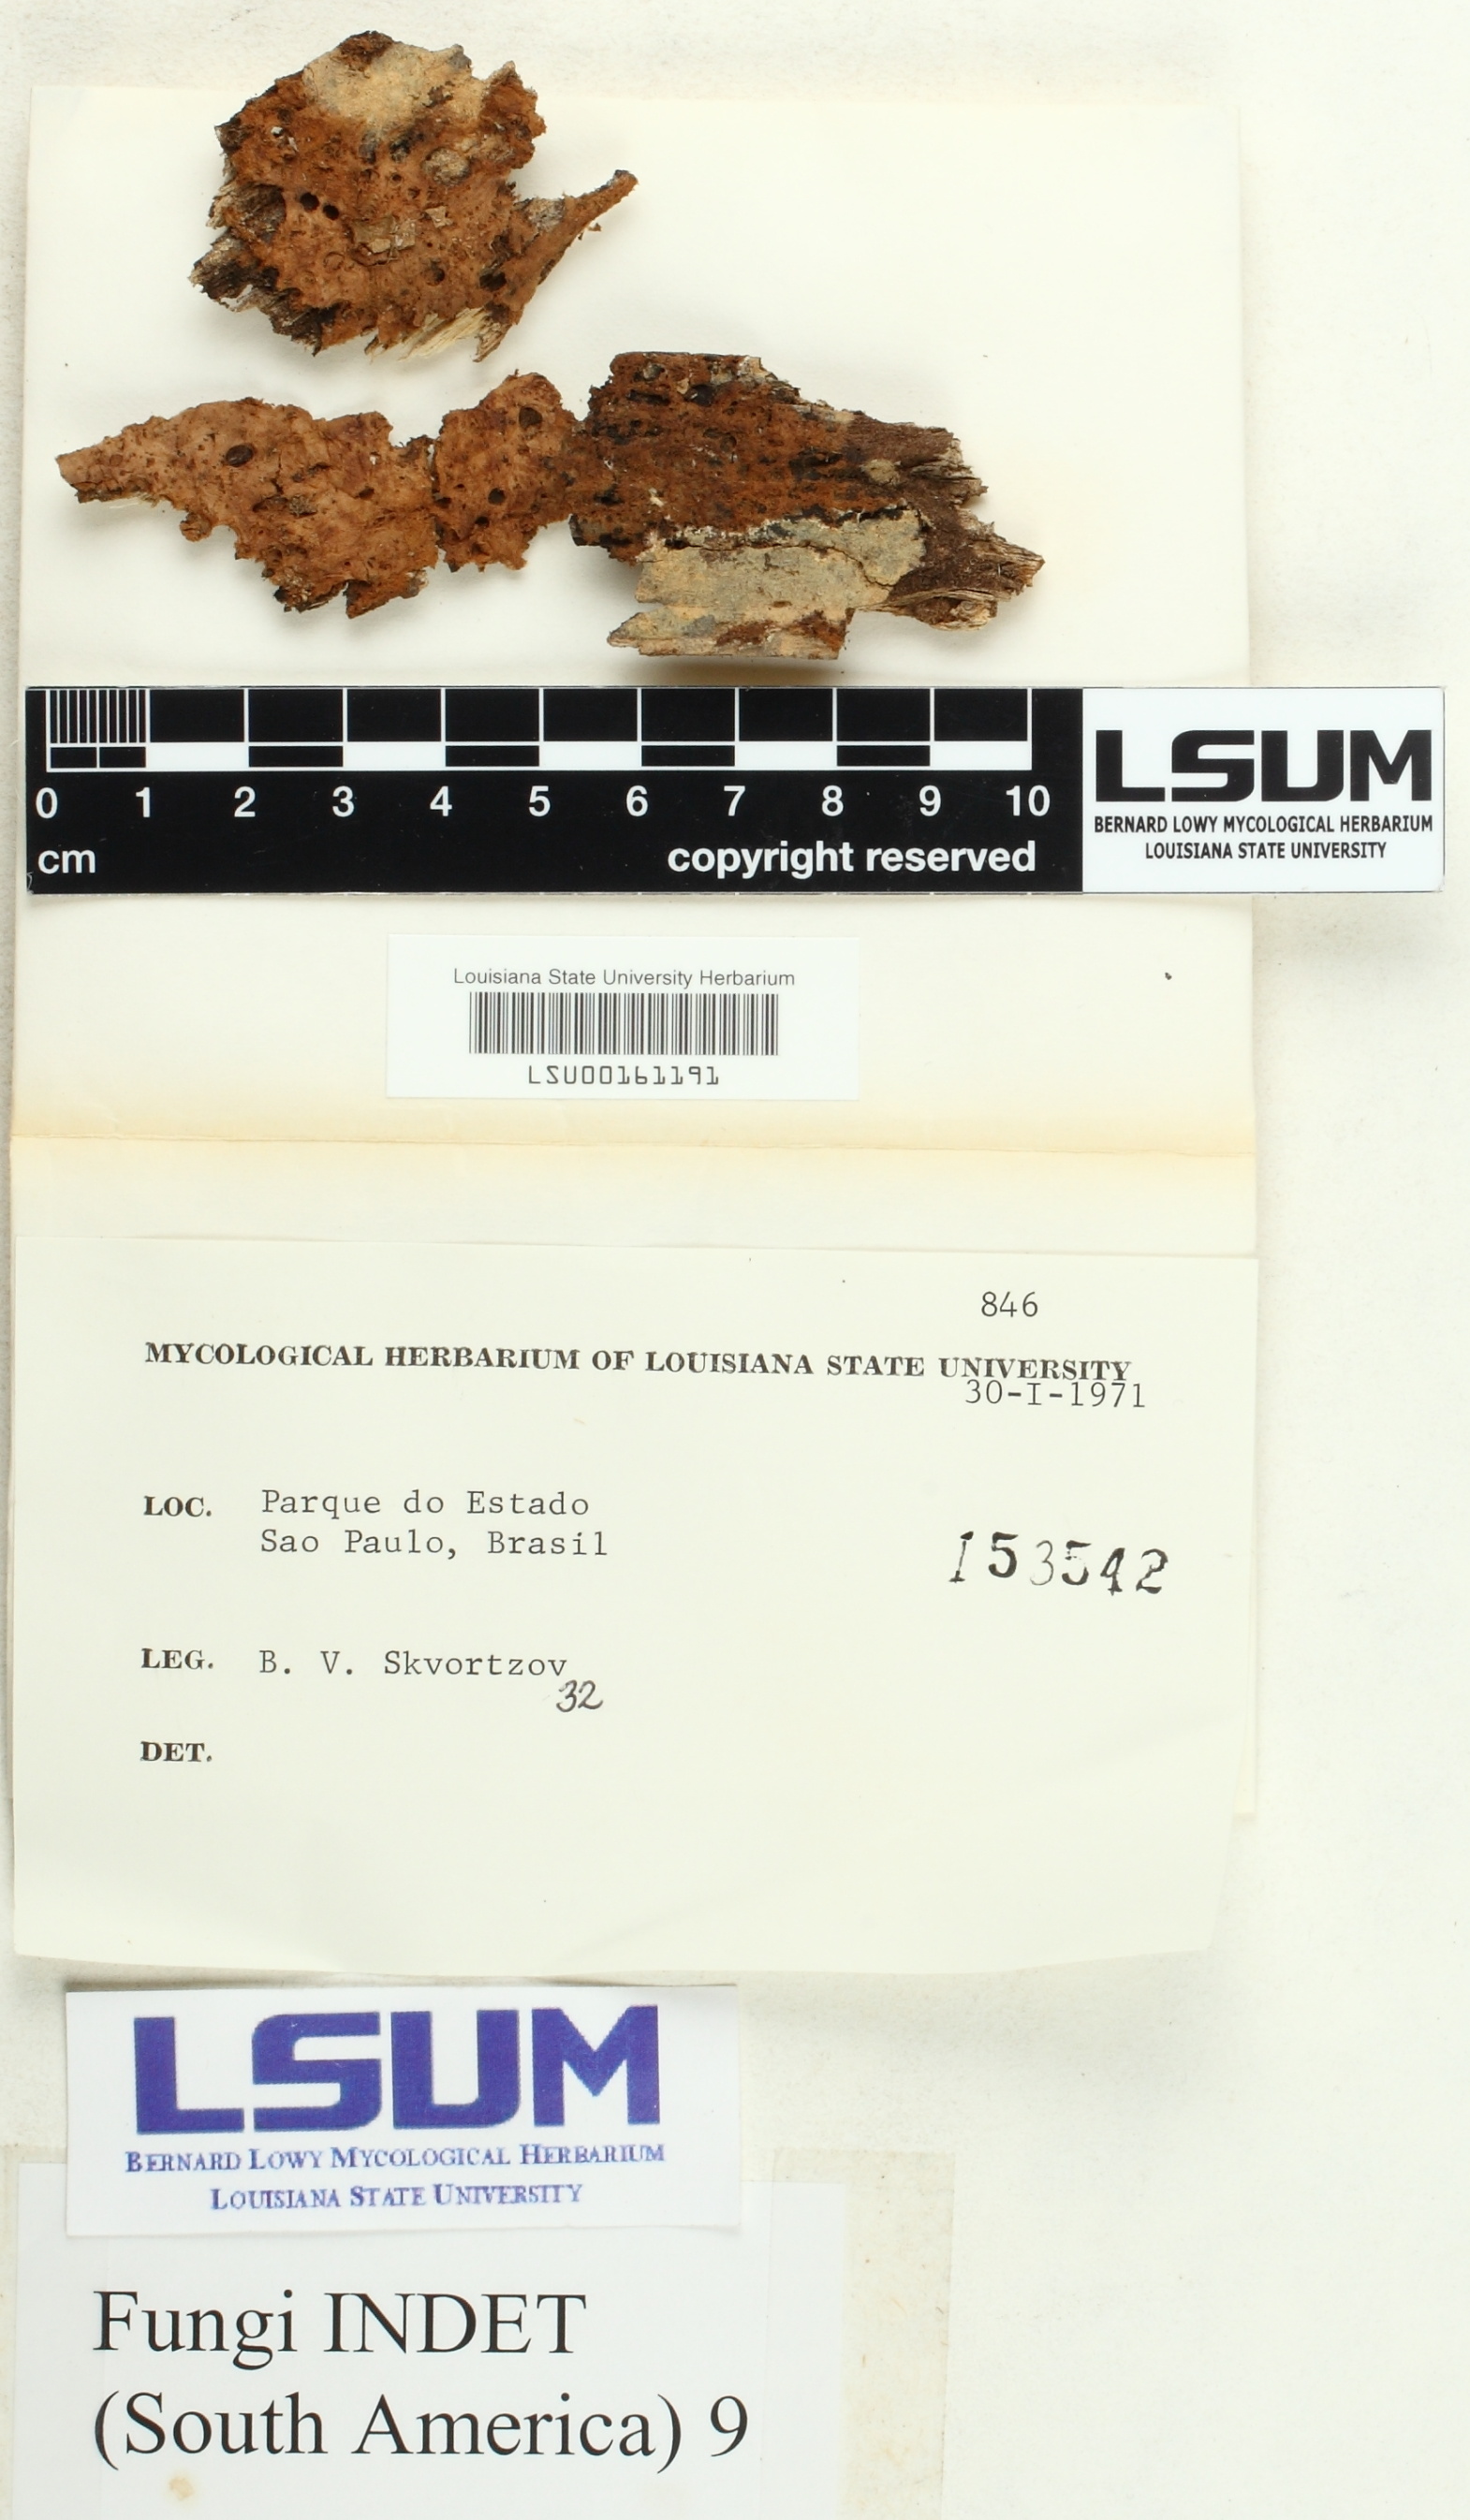 0 1 2 3 4 5 6 7 8 9 10
cm copyright reserved
LSUM
BERNARD LOWY MYCOLOGICAL HERBARIUM
LOUISIANA STATE UNIVERSITY
Louisiana State University Herbarium
LSU00161191
846
MYCOLOGICAL HERBARIUM OF LOUISIANA STATE UNIVERSITY
30-I-1971
LOC. Parque do Estado
Sao Paulo, Brasil
153542
LEG. B. V. Skvortzov
32
DET.
LSUM
BERNARD LOWY MYCOLOGICAL HERBARIUM
LOUISIANA STATE UNIVERSITY
Fungi INDET
(South America) 9